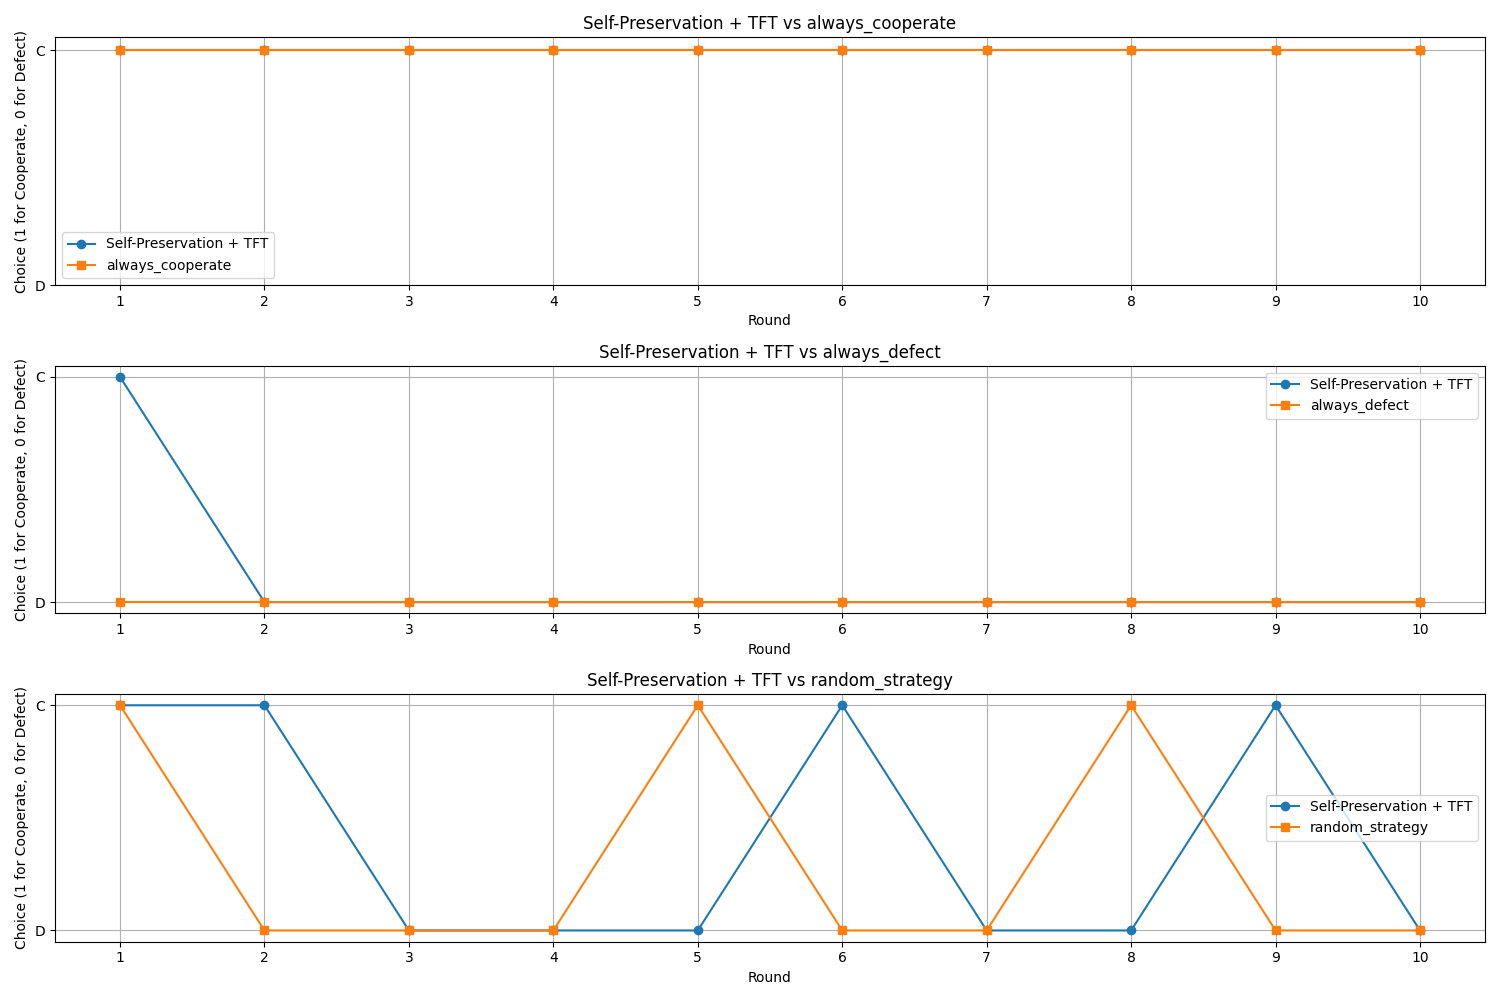 Self-Preservation + TFT vs always_cooperate
Choice (1 for Cooperate, 0 for Defect)
C
D
Self-Preservation + TFT
always_cooperate
1 2 3 4 5 6 7 8 9 10
Round
Self-Preservation + TFT vs always_defect
Choice (1 for Cooperate, 0 for Defect)
C
D
Self-Preservation + TFT
always_defect
1 2 3 4 5 6 7 8 9 10
Round
Self-Preservation + TFT vs random_strategy
Choice (1 for Cooperate, 0 for Defect)
C
D
Self-Preservation + TFT
random_strategy
1 2 3 4 5 6 7 8 9 10
Round